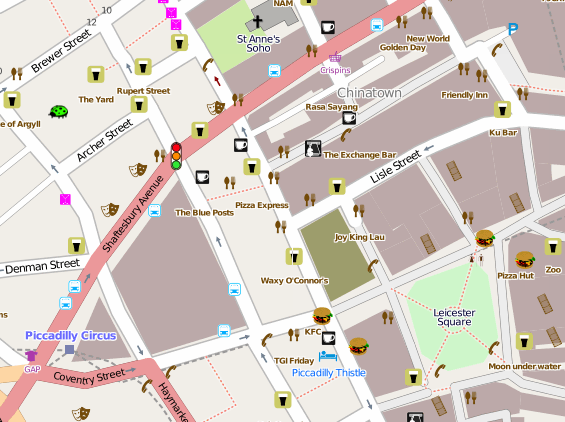 NAM
10
12
St Anne's
Soho
New World
Golden Day
Brewer Street
Crispins
Chinatown
The Yard
Rupert Street
Friendly Inn
Rasa Sayang
e of Argyll
Archer Street
Ku Bar
The Exchange Bar
Lisle Street
Pizza Express
The Blue Posts
Shaftesbury Avenue
Joy King Lau
Denman Street
Pizza Hut
Zoo
Waxy O'Connor's
ns
Leicester
Square
Piccadilly Circus
KFC
GAP
TGI Friday
Moon under water
Piccadilly Thistle
Coventry Street
Haymarke